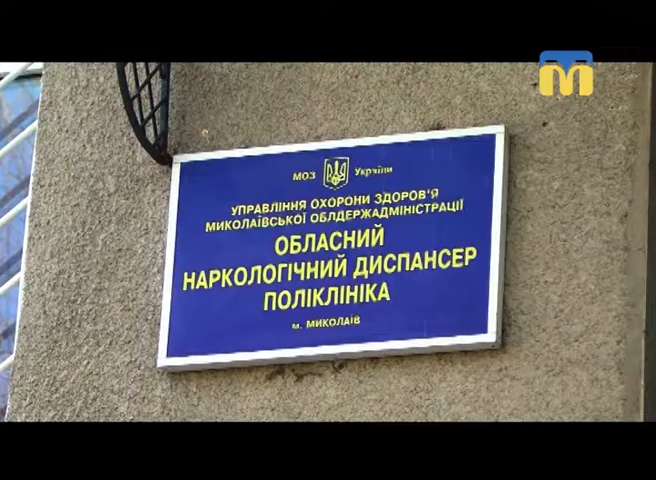 М
МОЗ України
УПРАВЛІННЯ ОХОРОНИ ЗДОРОВ'Я
МИКОЛАЇВСЬКОЇ ОБЛДЕРЖАДМІНІСТРАЦІЇ
ОБЛАСНИЙ
НАРКОЛОГІЧНИЙ ДИСПАНСЕР
ПОЛІКЛІНІКА
м. МИКОЛАЇВ